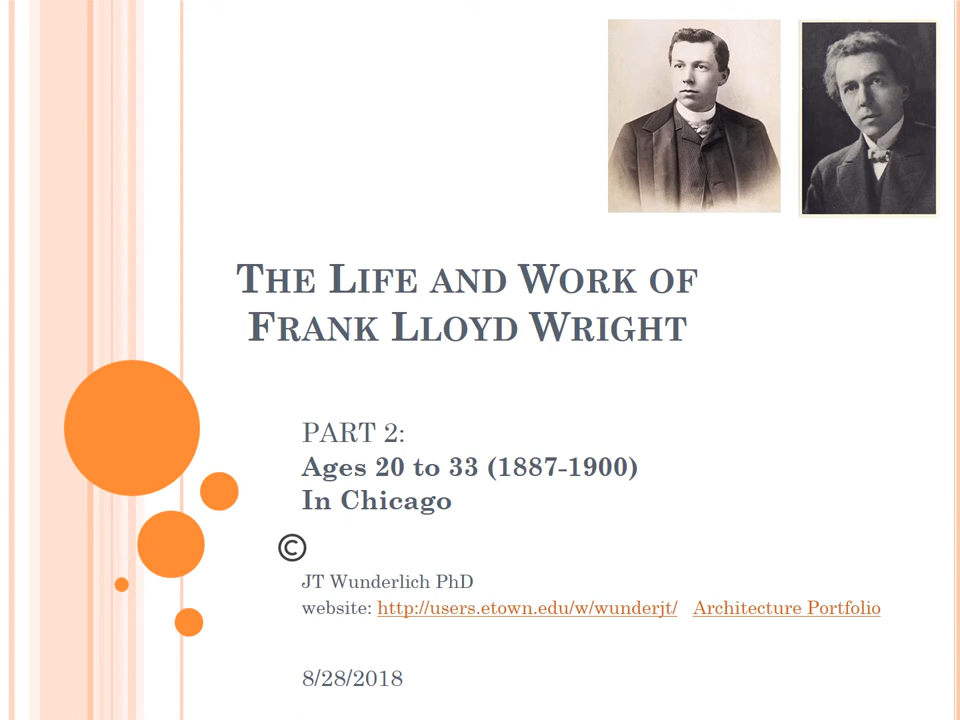 The Life and Work of
Frank Lloyd Wright
PART 2:
Ages 20 to 33 (1887-1900)
In Chicago
©
JT Wunderlich PhD
website: http://users.etown.edu/w/wunderjt/ Architecture Portfolio
8/28/2018